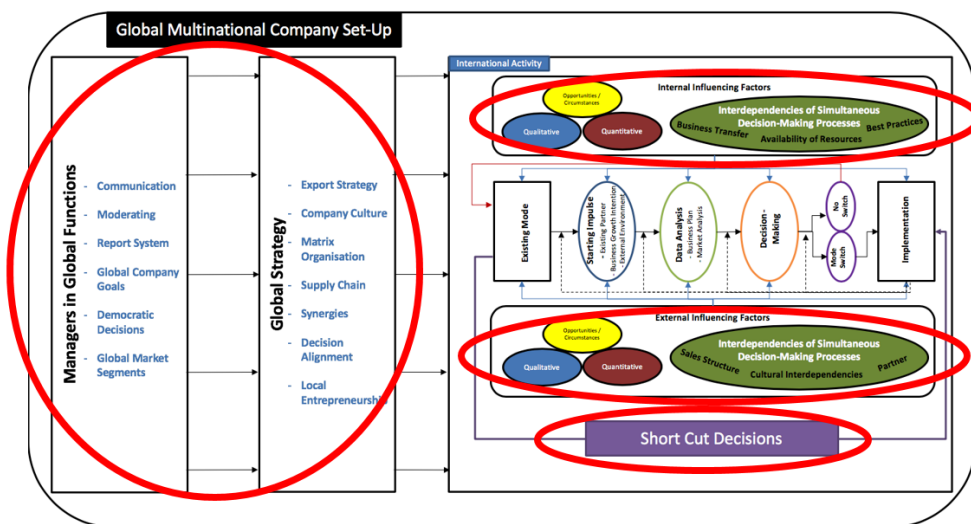 Global Multinational Company Set-Up
Managers in Global Functions
- Communication
- Moderating
- Report System
- Global Company
Goals
- Democratic
Decisions
- Global Market
Segments
Global Strategy
- Export Strategy
- Company Culture
- Matrix
Organisation
- Supply Chain
- Synergies
- Decision
Alignment
- Local
Entrepreneurship
International Activity
Internal Influencing Factors
Opportunities /
Circumstances
Qualitative
Quantitative
Interdependencies of Simultaneous
Decision-Making Processes
Business Transfer
Availability of Resources
Best Practices
Existing Mode
Starting Impulse
- Existing Partner
- Business Growth Intention
- External Environment
Data Analysis
- Business Plan
- Market Analysis
Decision-
Making
No
Switch
Mode
Switch
Implementation
External Influencing Factors
Opportunities /
Circumstances
Qualitative
Quantitative
Interdependencies of Simultaneous
Decision-Making Processes
Sales Structure
Cultural Interdependencies
Partner
Short Cut Decisions